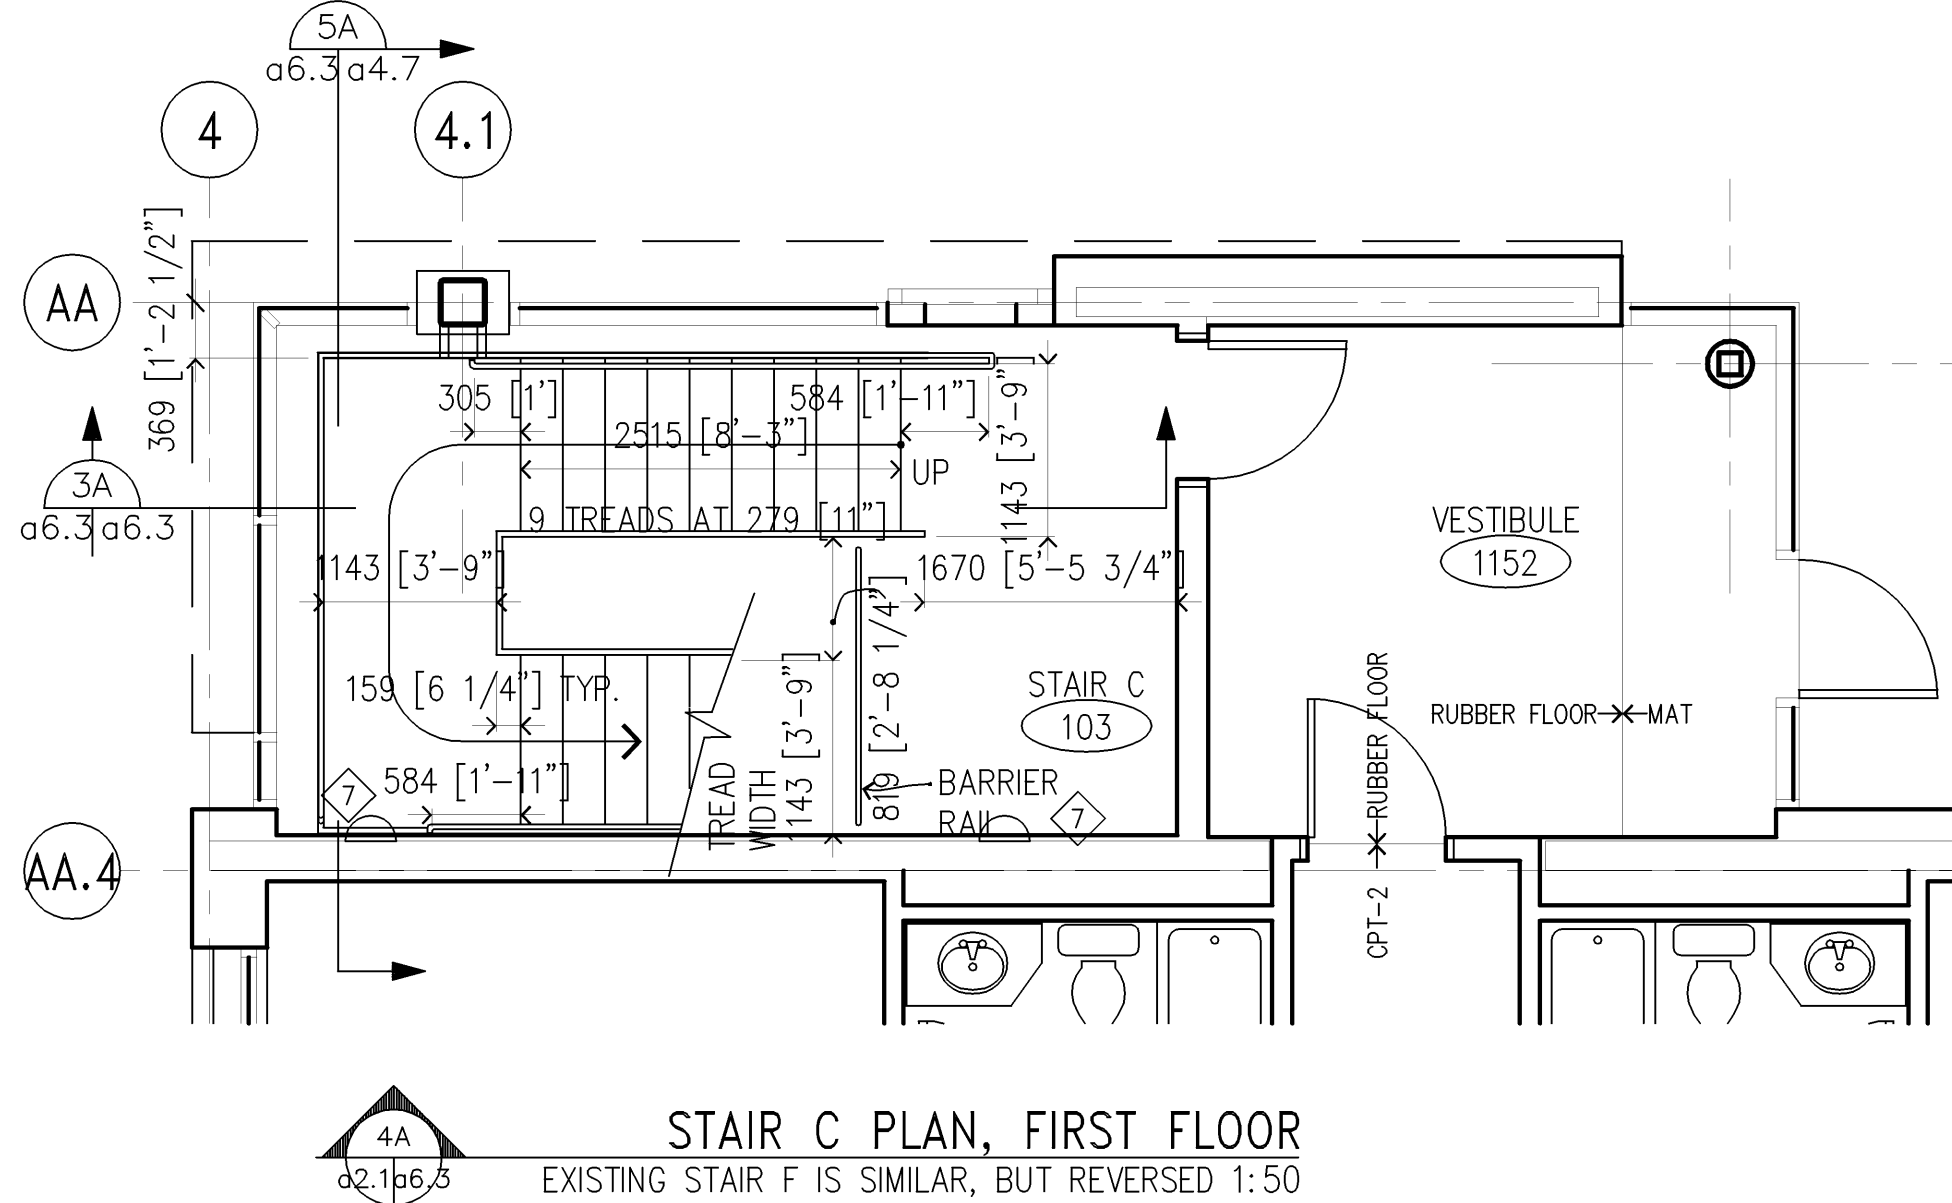 5A
a6.3 a4.7
4
4.1
AA
369 [1'-2 1/2"]
305 [1']
584 [1'-11"]
2515 [8'-3"]
1143 [3'-9"]
UP
3A
a6.3 a6.3
9 TREADS AT 279 [11"]
VESTIBULE
1152
1143 [3'-9"]
1670 [5'-5 3/4"]
819 [2'-8 1/4"]
159 [6 1/4"] TYP.
STAIR C
103
RUBBER FLOOR
RUBBER FLOOR
MAT
584 [1'-11"]
7
TREAD
WIDTH
1143 [3'-9"]
BARRIER
RAIL
7
AA.4
CPT-2
4A
a2.1 a6.3
STAIR C PLAN, FIRST FLOOR
EXISTING STAIR F IS SIMILAR, BUT REVERSED 1:50